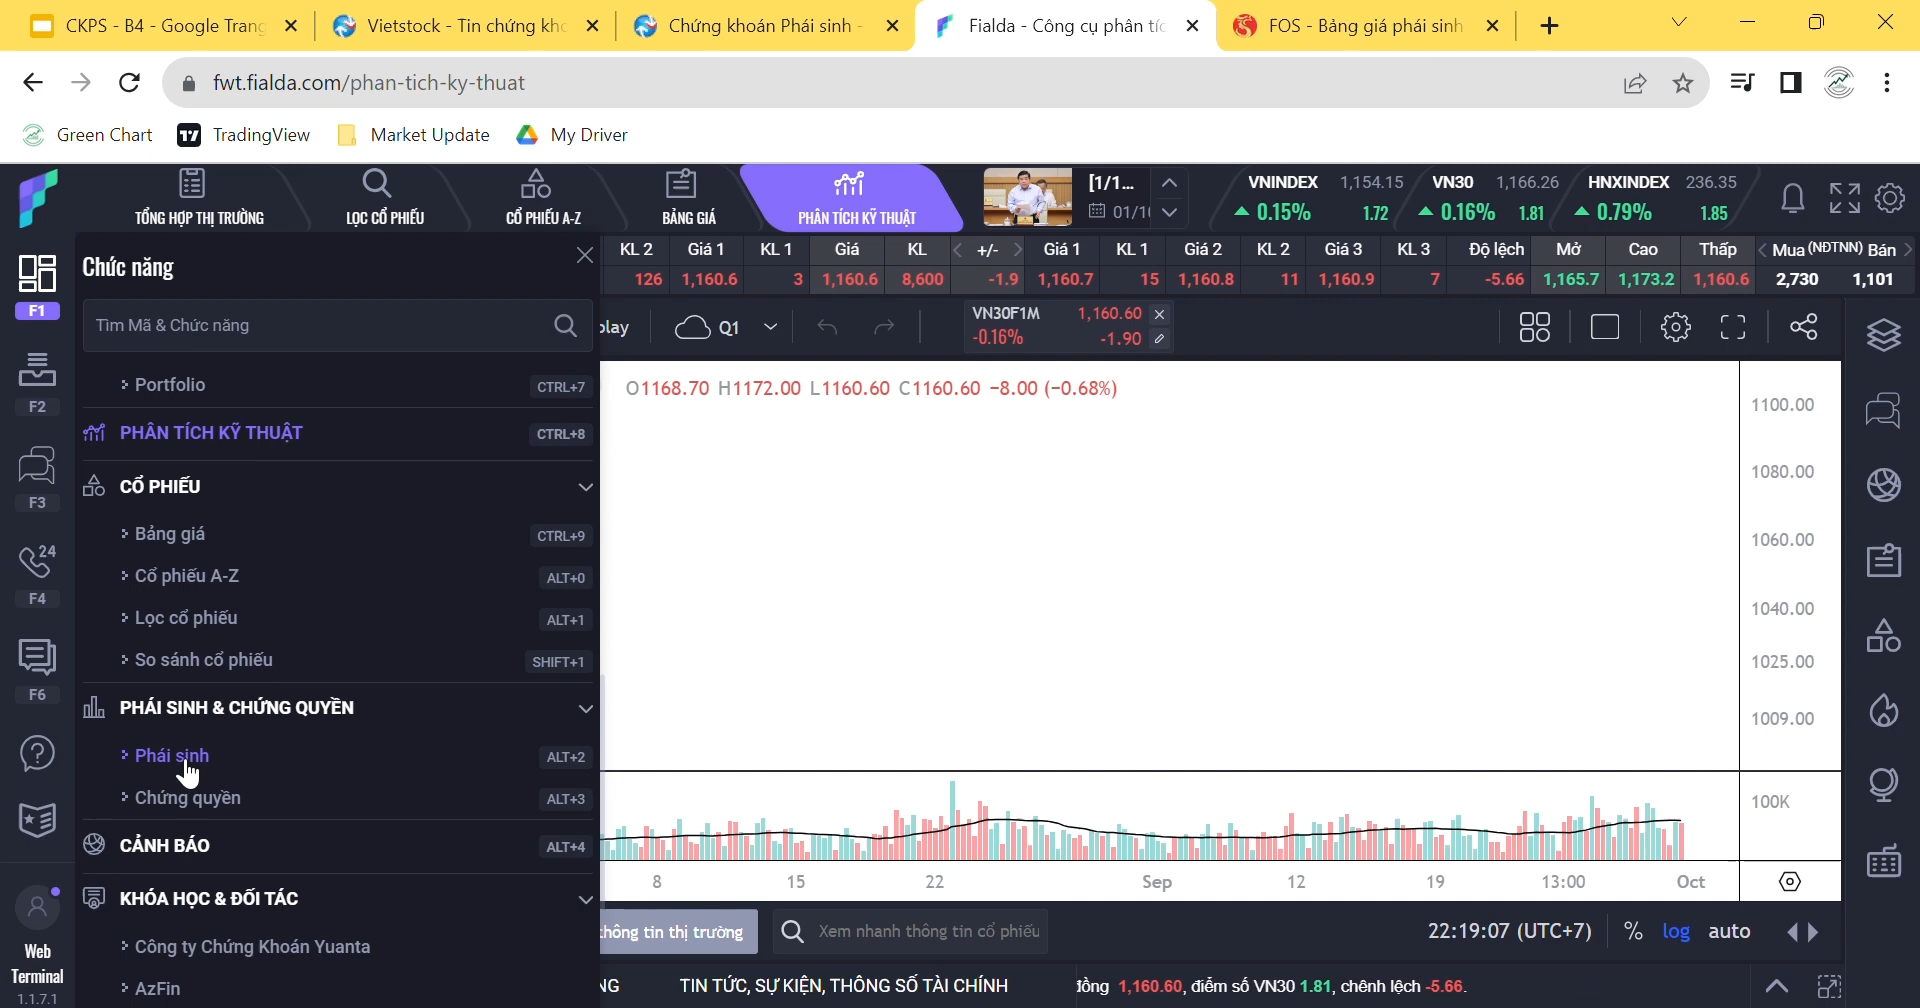 CKPS - B4 - Google Trang
Vietstock - Tin chứng kho
Chứng khoán Phái sinh -
Fialda - Công cụ phân tíc
FOS - Bảng giá phái sinh
fwt.fialda.com/phan-tich-ky-thuat
Green Chart
TradingView
Market Update
My Driver
TỔNG HỢP THỊ TRƯỜNG
LỌC CỔ PHIẾU
CỔ PHIẾU A-Z
BẢNG GIÁ
PHÂN TÍCH KỸ THUẬT
[1/1...
01/1
VNINDEX 1,154.15
0.15% 1.72
VN30 1,166.26
0.16% 1.81
HNXINDEX 236.35
0.79% 1.85
KL 2 Giá 1 KL 1 Giá KL +/- Giá 1 KL 1 Giá 2 KL 2 Giá 3 KL 3 Độ lệch Mở Cao Thấp Mua (NĐTNN) Bán
126 1,160.6 3 1,160.6 8,600 -1.9 1,160.7 15 1,160.8 11 1,160.9 7 -5.66 1,165.7 1,173.2 1,160.6 2,730 1,101
play
Q1
VN30F1M 1,160.60
-0.16% -1.90
O1168.70 H1172.00 L1160.60 C1160.60 -8.00 (-0.68%)
1100.00
1080.00
1060.00
1040.00
1025.00
1009.00
100K
8 15 22 Sep 12 19 13:00 Oct
F1
F2
F3
24
F4
F6
Web
Terminal
1.1.7.1
Chức năng
Tìm Mã & Chức năng
Portfolio CTRL+7
PHÂN TÍCH KỸ THUẬT CTRL+8
CỔ PHIẾU
Bảng giá CTRL+9
Cổ phiếu A-Z ALT+0
Lọc cổ phiếu ALT+1
So sánh cổ phiếu SHIFT+1
PHÁI SINH & CHỨNG QUYỀN
Phái sinh ALT+2
Chứng quyền ALT+3
CẢNH BÁO ALT+4
KHÓA HỌC & ĐỐI TÁC
Công ty Chứng Khoán Yuanta
AzFin
thông tin thị trường
Xem nhanh thông tin cổ phiếu
22:19:07 (UTC+7) % log auto
NG TIN TỨC, SỰ KIỆN, THÔNG SỐ TÀI CHÍNH
đồng 1,160.60, điểm số VN30 1.81, chênh lệch -5.66.